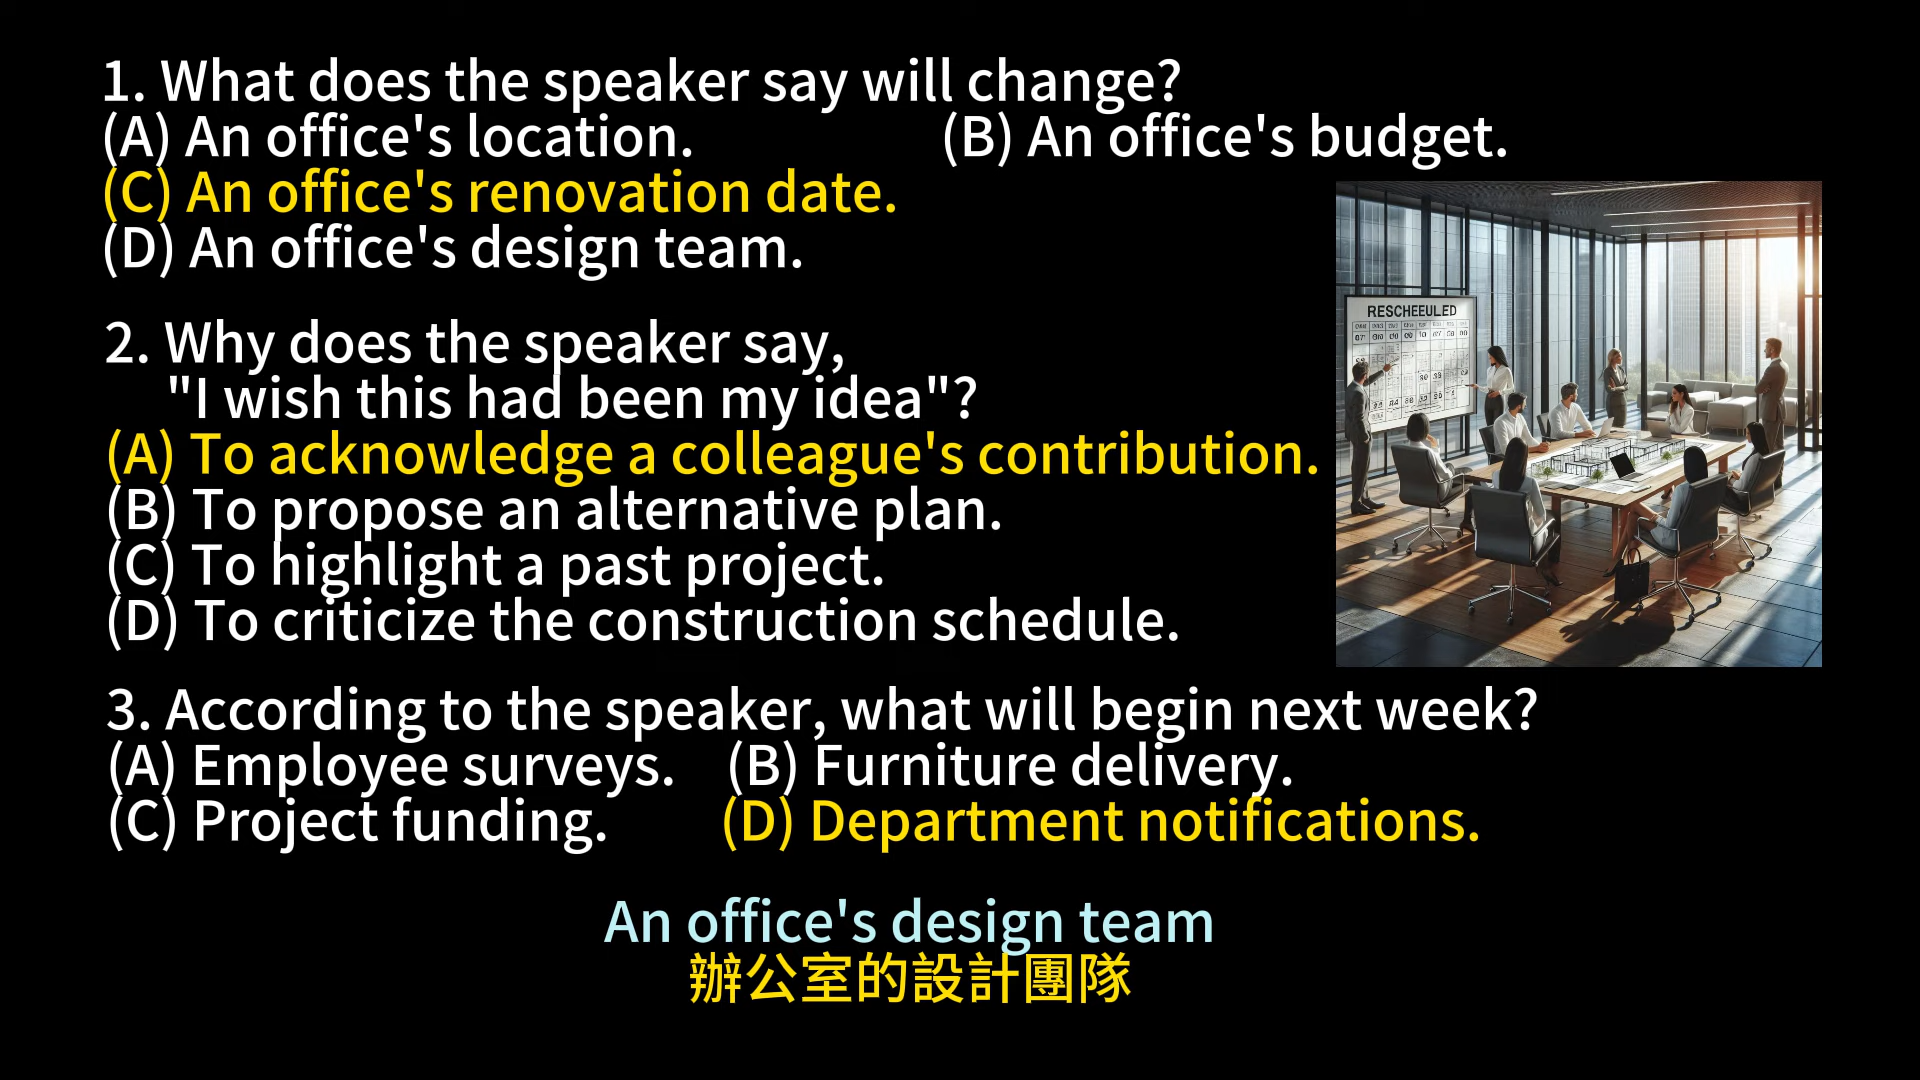 1. What does the speaker say will change?
(A) An office's location. (B) An office's budget.
(C) An office's renovation date.
(D) An office's design team.
2. Why does the speaker say,
"I wish this had been my idea"?
(A) To acknowledge a colleague's contribution.
(B) To propose an alternative plan.
(C) To highlight a past project.
(D) To criticize the construction schedule.
RESCHEEULED
3. According to the speaker, what will begin next week?
(A) Employee surveys. (B) Furniture delivery.
(C) Project funding. (D) Department notifications.
An office's design team
辦公室的設計團隊